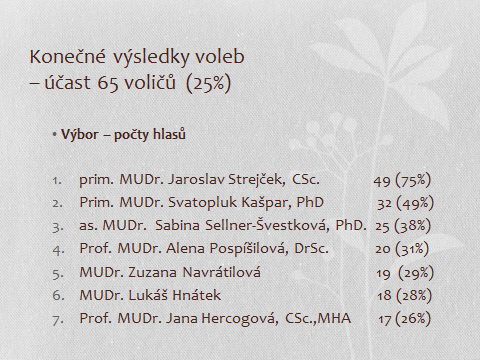 Konečné výsledky voleb
– účast 65 voličů (25%)
• Výbor – počty hlasů
1. prim. MUDr. Jaroslav Strejček, CSc. 49 (75%)
2. Prim. MUDr. Svatopluk Kašpar, PhD 32 (49%)
3. as. MUDr. Sabina Sellner-Švestková, PhD. 25 (38%)
4. Prof. MUDr. Alena Pospíšilová, DrSc. 20 (31%)
5. MUDr. Zuzana Navrátilová 19 (29%)
6. MUDr. Lukáš Hnátek 18 (28%)
7. Prof. MUDr. Jana Hercogová, CSc.,MHA 17 (26%)